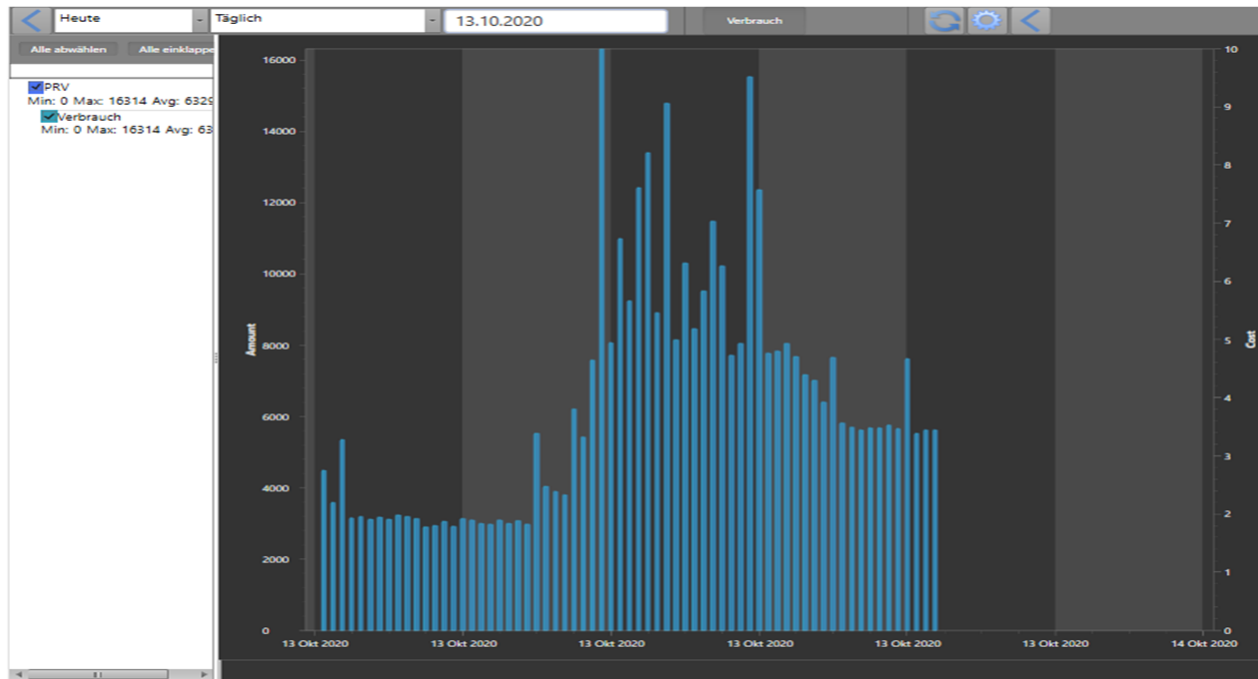 Heute - Täglich - 13.10.2020 Verbrauch
Alle abwählen Alle einklappe
PRV
Min: 0 Max: 16314 Avg: 6329
Verbrauch
Min: 0 Max: 16314 Avg: 63
16000
14000
12000
10000
8000
6000
4000
2000
0
Amount
10
9
8
7
6
5
4
3
2
1
0
Cost
13 Okt 2020 13 Okt 2020 13 Okt 2020 13 Okt 2020 13 Okt 2020 13 Okt 2020 14 Okt 2020